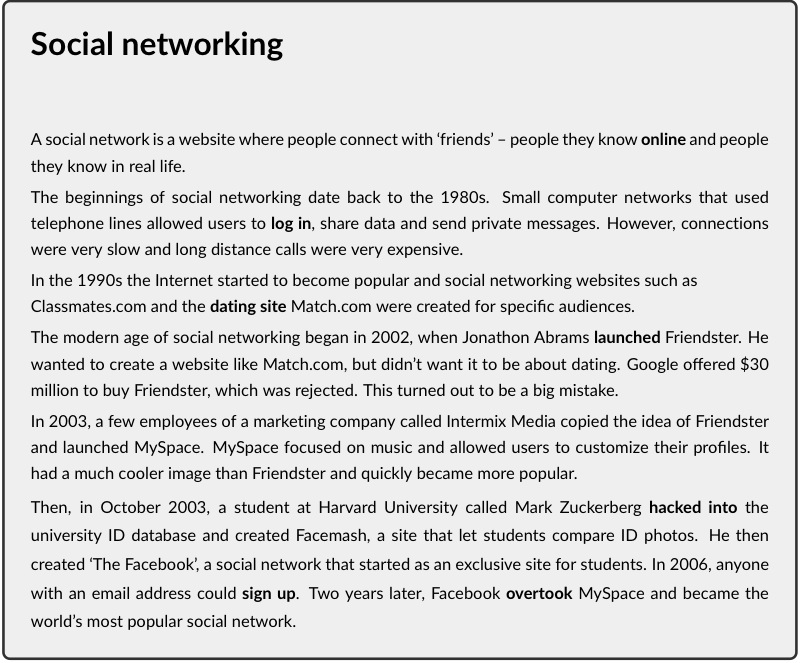 Social networking
A social network is a website where people connect with ‘friends’ – people they know online and people
they know in real life.
The beginnings of social networking date back to the 1980s. Small computer networks that used
telephone lines allowed users to log in, share data and send private messages. However, connections
were very slow and long distance calls were very expensive.
In the 1990s the Internet started to become popular and social networking websites such as
Classmates.com and the dating site Match.com were created for specific audiences.
The modern age of social networking began in 2002, when Jonathon Abrams launched Friendster. He
wanted to create a website like Match.com, but didn’t want it to be about dating. Google offered $30
million to buy Friendster, which was rejected. This turned out to be a big mistake.
In 2003, a few employees of a marketing company called Intermix Media copied the idea of Friendster
and launched MySpace. MySpace focused on music and allowed users to customize their profiles. It
had a much cooler image than Friendster and quickly became more popular.
Then, in October 2003, a student at Harvard University called Mark Zuckerberg hacked into the
university ID database and created Facemash, a site that let students compare ID photos. He then
created ‘The Facebook’, a social network that started as an exclusive site for students. In 2006, anyone
with an email address could sign up. Two years later, Facebook overtook MySpace and became the
world’s most popular social network.